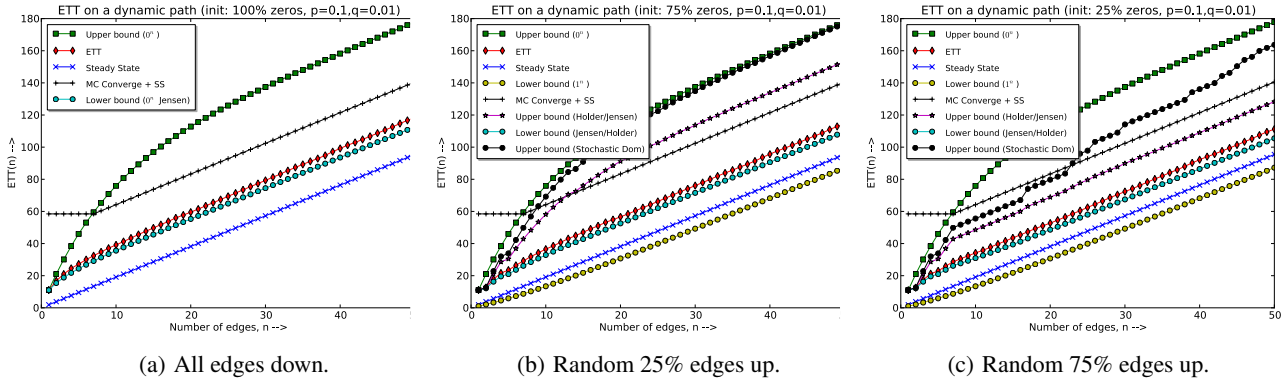 ETT on a dynamic path (init: 100% zeros, p=0.1,q=0.01)
180
160
140
120
100
80
60
40
20
0
ETT(n) -->
Upper bound (0ⁿ )
ETT
Steady State
MC Converge + SS
Lower bound (0ⁿ Jensen)
0 10 20 30 40
Number of edges, n -->
(a) All edges down.
ETT on a dynamic path (init: 75% zeros, p=0.1,q=0.01)
180
160
140
120
100
80
60
40
20
0
ETT(n) -->
Upper bound (0ⁿ )
ETT
Steady State
Lower bound (1ⁿ )
MC Converge + SS
Upper bound (Holder/Jensen)
Lower bound (Jensen/Holder)
Upper bound (Stochastic Dom)
0 10 20 30 40
Number of edges, n -->
(b) Random 25% edges up.
ETT on a dynamic path (init: 25% zeros, p=0.1,q=0.01)
180
160
140
120
100
80
60
40
20
0
ETT(n) -->
Upper bound (0ⁿ )
ETT
Steady State
Lower bound (1ⁿ )
MC Converge + SS
Upper bound (Holder/Jensen)
Lower bound (Jensen/Holder)
Upper bound (Stochastic Dom)
0 10 20 30 40 50
Number of edges, n -->
(c) Random 75% edges up.